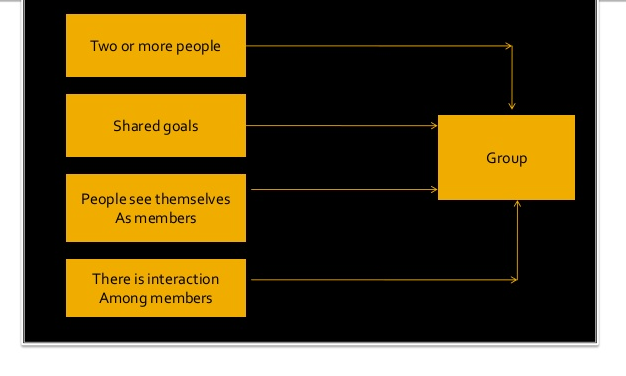 Two or more people
Shared goals
People see themselves
As members
There is interaction
Among members
Group